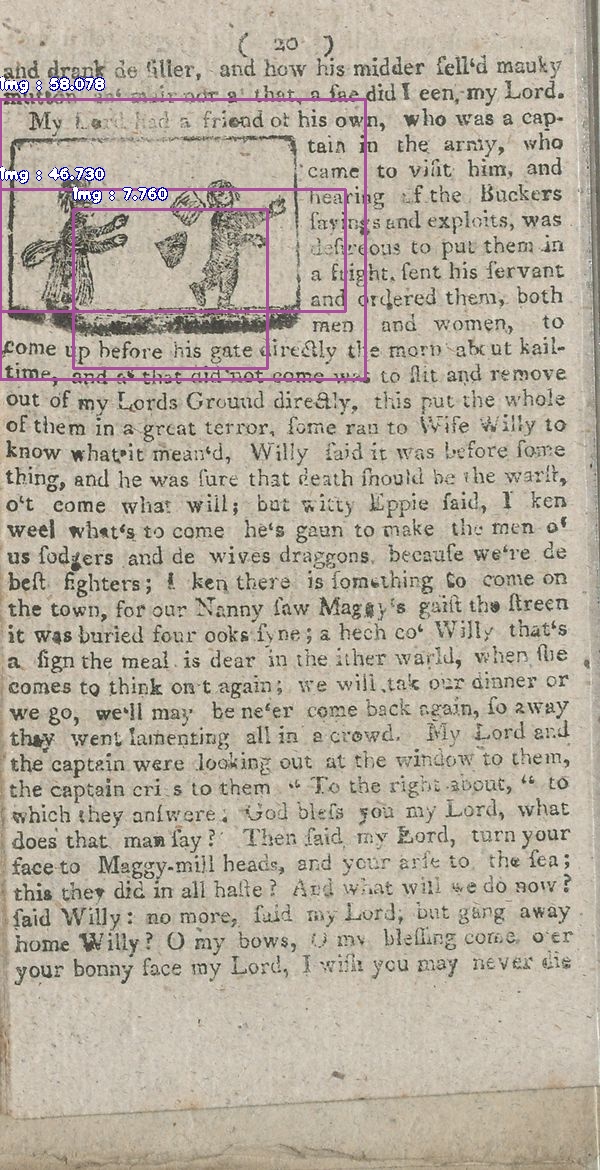 ( 20 )
and drank de siller, and how his midder fell'd mauky
mutton, a' that, a sae did I een, my Lord.
My Lord had a friend of his own, who was a cap-
tain in the army, who
came to visit him, and
hearing of the Buckers
sayings and exploits, was
desireous to put them in
a fright, sent his servant
and ordered them, both
men and women, to
come up before his gate directly the morn about kail-
time, and as that did not come was to flit and remove
out of my Lords Ground directly, this put the whole
of them in a great terror, some ran to Wise Willy to
know what it mean'd, Willy said it was before some
thing, and he was sure that death should be the warst,
o't come what will; but witty Eppie said, I ken
weel what's to come he's gaun to make the men o'
us sodgers and de wives draggons, because we're de
best fighters; I ken there is something to come on
the town, for our Nanny saw Maggy's gaist the streen
it was buried four ooks syne; a hech co' Willy that's
a sign the meal is dear in the ither warld, when she
comes to think on't again; we will tak our dinner or
we go, we'll may be ne'er come back again, so away
they went lamenting all in a crowd. My Lord and
the captain were looking out at the window to them,
the captain cries to them “ To the right about, “ to
which they answere; God bless you my Lord, what
does that man say? Then said my Lord, turn your
face to Maggy-mill heads, and your arse to the sea;
this they did in all haste? And what will we do now?
said Willy: no more, said my Lord, but gang away
home Willy? O my bows, O my blessing come o'er
your bonny face my Lord, I wish you may never die
img : 58.078
img : 46.730
img : 7.760